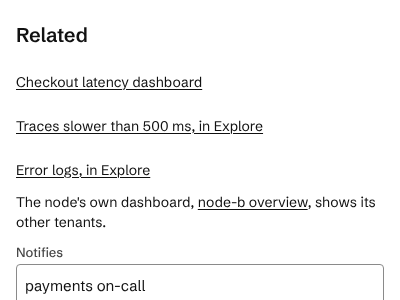 Related
Checkout latency dashboard
Traces slower than 500 ms, in Explore
Error logs, in Explore
The node's own dashboard, node-b overview, shows its
other tenants.
Notifies
payments on-call